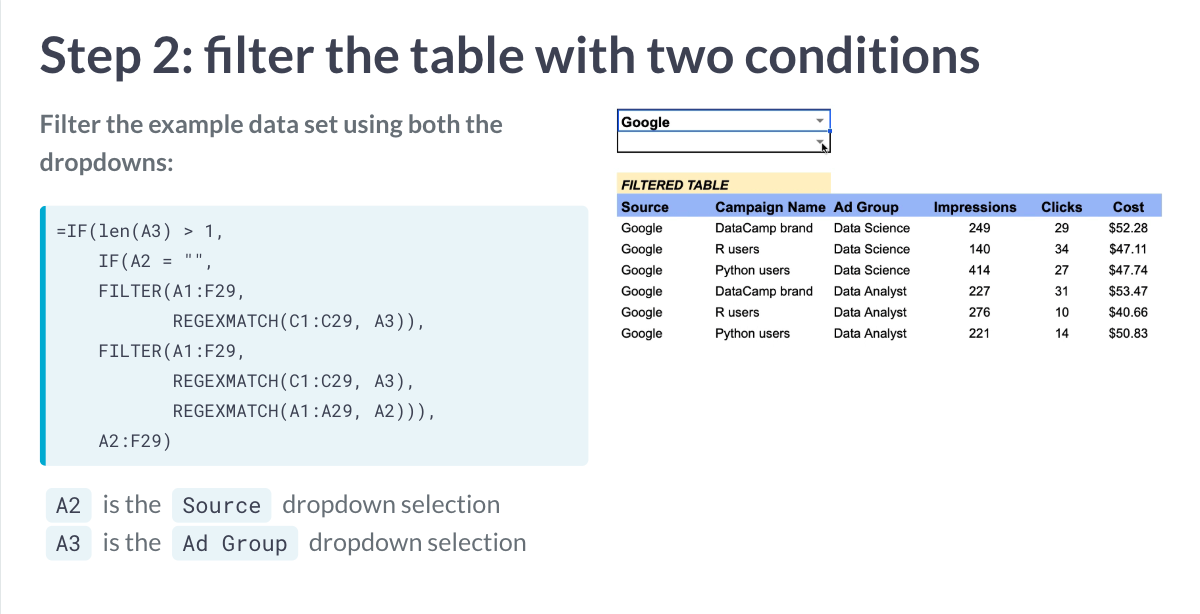 Step 2: filter the table with two conditions
Filter the example data set using both the
dropdowns:
=IF(len(A3) > 1,
    IF(A2 = "",
    FILTER(A1:F29,
           REGEXMATCH(C1:C29, A3)),
    FILTER(A1:F29,
           REGEXMATCH(C1:C29, A3),
           REGEXMATCH(A1:A29, A2))),
    A2:F29)
A2 is the Source dropdown selection
A3 is the Ad Group dropdown selection
Google
FILTERED TABLE
Source Campaign Name Ad Group Impressions Clicks Cost
Google DataCamp brand Data Science 249 29 $52.28
Google R users Data Science 140 34 $47.11
Google Python users Data Science 414 27 $47.74
Google DataCamp brand Data Analyst 227 31 $53.47
Google R users Data Analyst 276 10 $40.66
Google Python users Data Analyst 221 14 $50.83